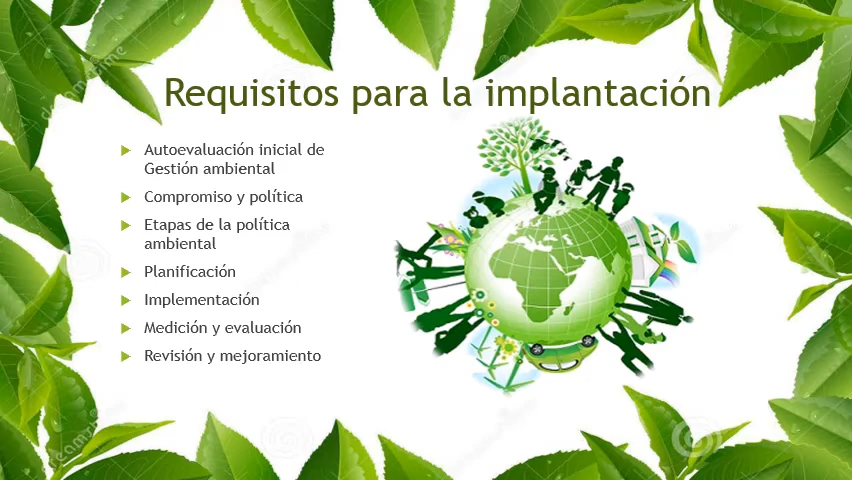 Requisitos para la implantación
Autoevaluación inicial de
Gestión ambiental
Compromiso y política
Etapas de la política
ambiental
Planificación
Implementación
Medición y evaluación
Revisión y mejoramiento